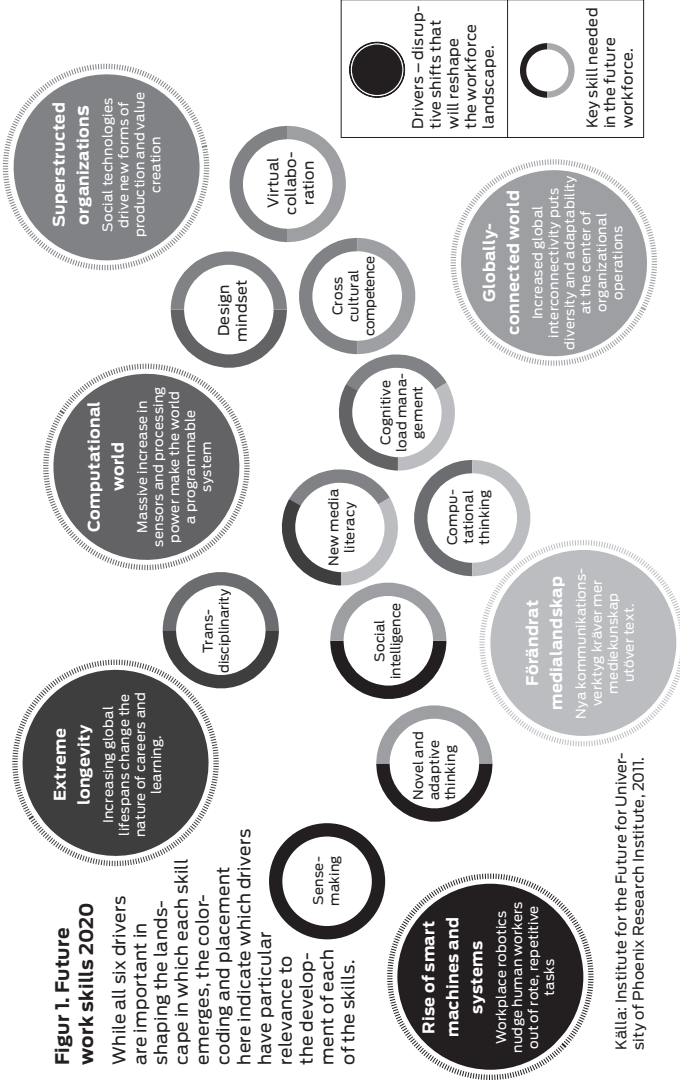 Figur 1. Future
work skills 2020
While all six drivers
are important in
shaping the lands-
cape in which each skill
emerges, the color-
coding and placement
here indicate which drivers
have particular
relevance to
the develop-
ment of each
of the skills.
Extreme
longevity
Increasing global
lifespans change the
nature of careers and
learning.
Computational
world
Massive increase in
sensors and processing
power make the world
a programmable
system
Superstructed
organizations
Social technologies
drive new forms of
production and value
creation
Trans-
disciplinarity
Design
mindset
Virtual
collabo-
ration
Sense-
making
Social
intelligence
New media
literacy
Cognitive
load mana-
gement
Cross
cultural
competence
Novel and
adaptive
thinking
Compu-
tational
thinking
Rise of smart
machines and
systems
Workplace robotics
nudge human workers
out of rote, repetitive
tasks
Förändrat
medialandskap
Nya kommunikations-
verktyg kräver mer
mediekunskap
utöver text.
Globally-
connected world
Increased global
interconnectivity puts
diversity and adaptability
at the center of
organizational
operations
Drivers – disrup-
tive shifts that
will reshape
the workforce
landscape.
Key skill needed
in the future
workforce.
Källa: Institute for the Future for Univer-
sity of Phoenix Research Institute, 2011.